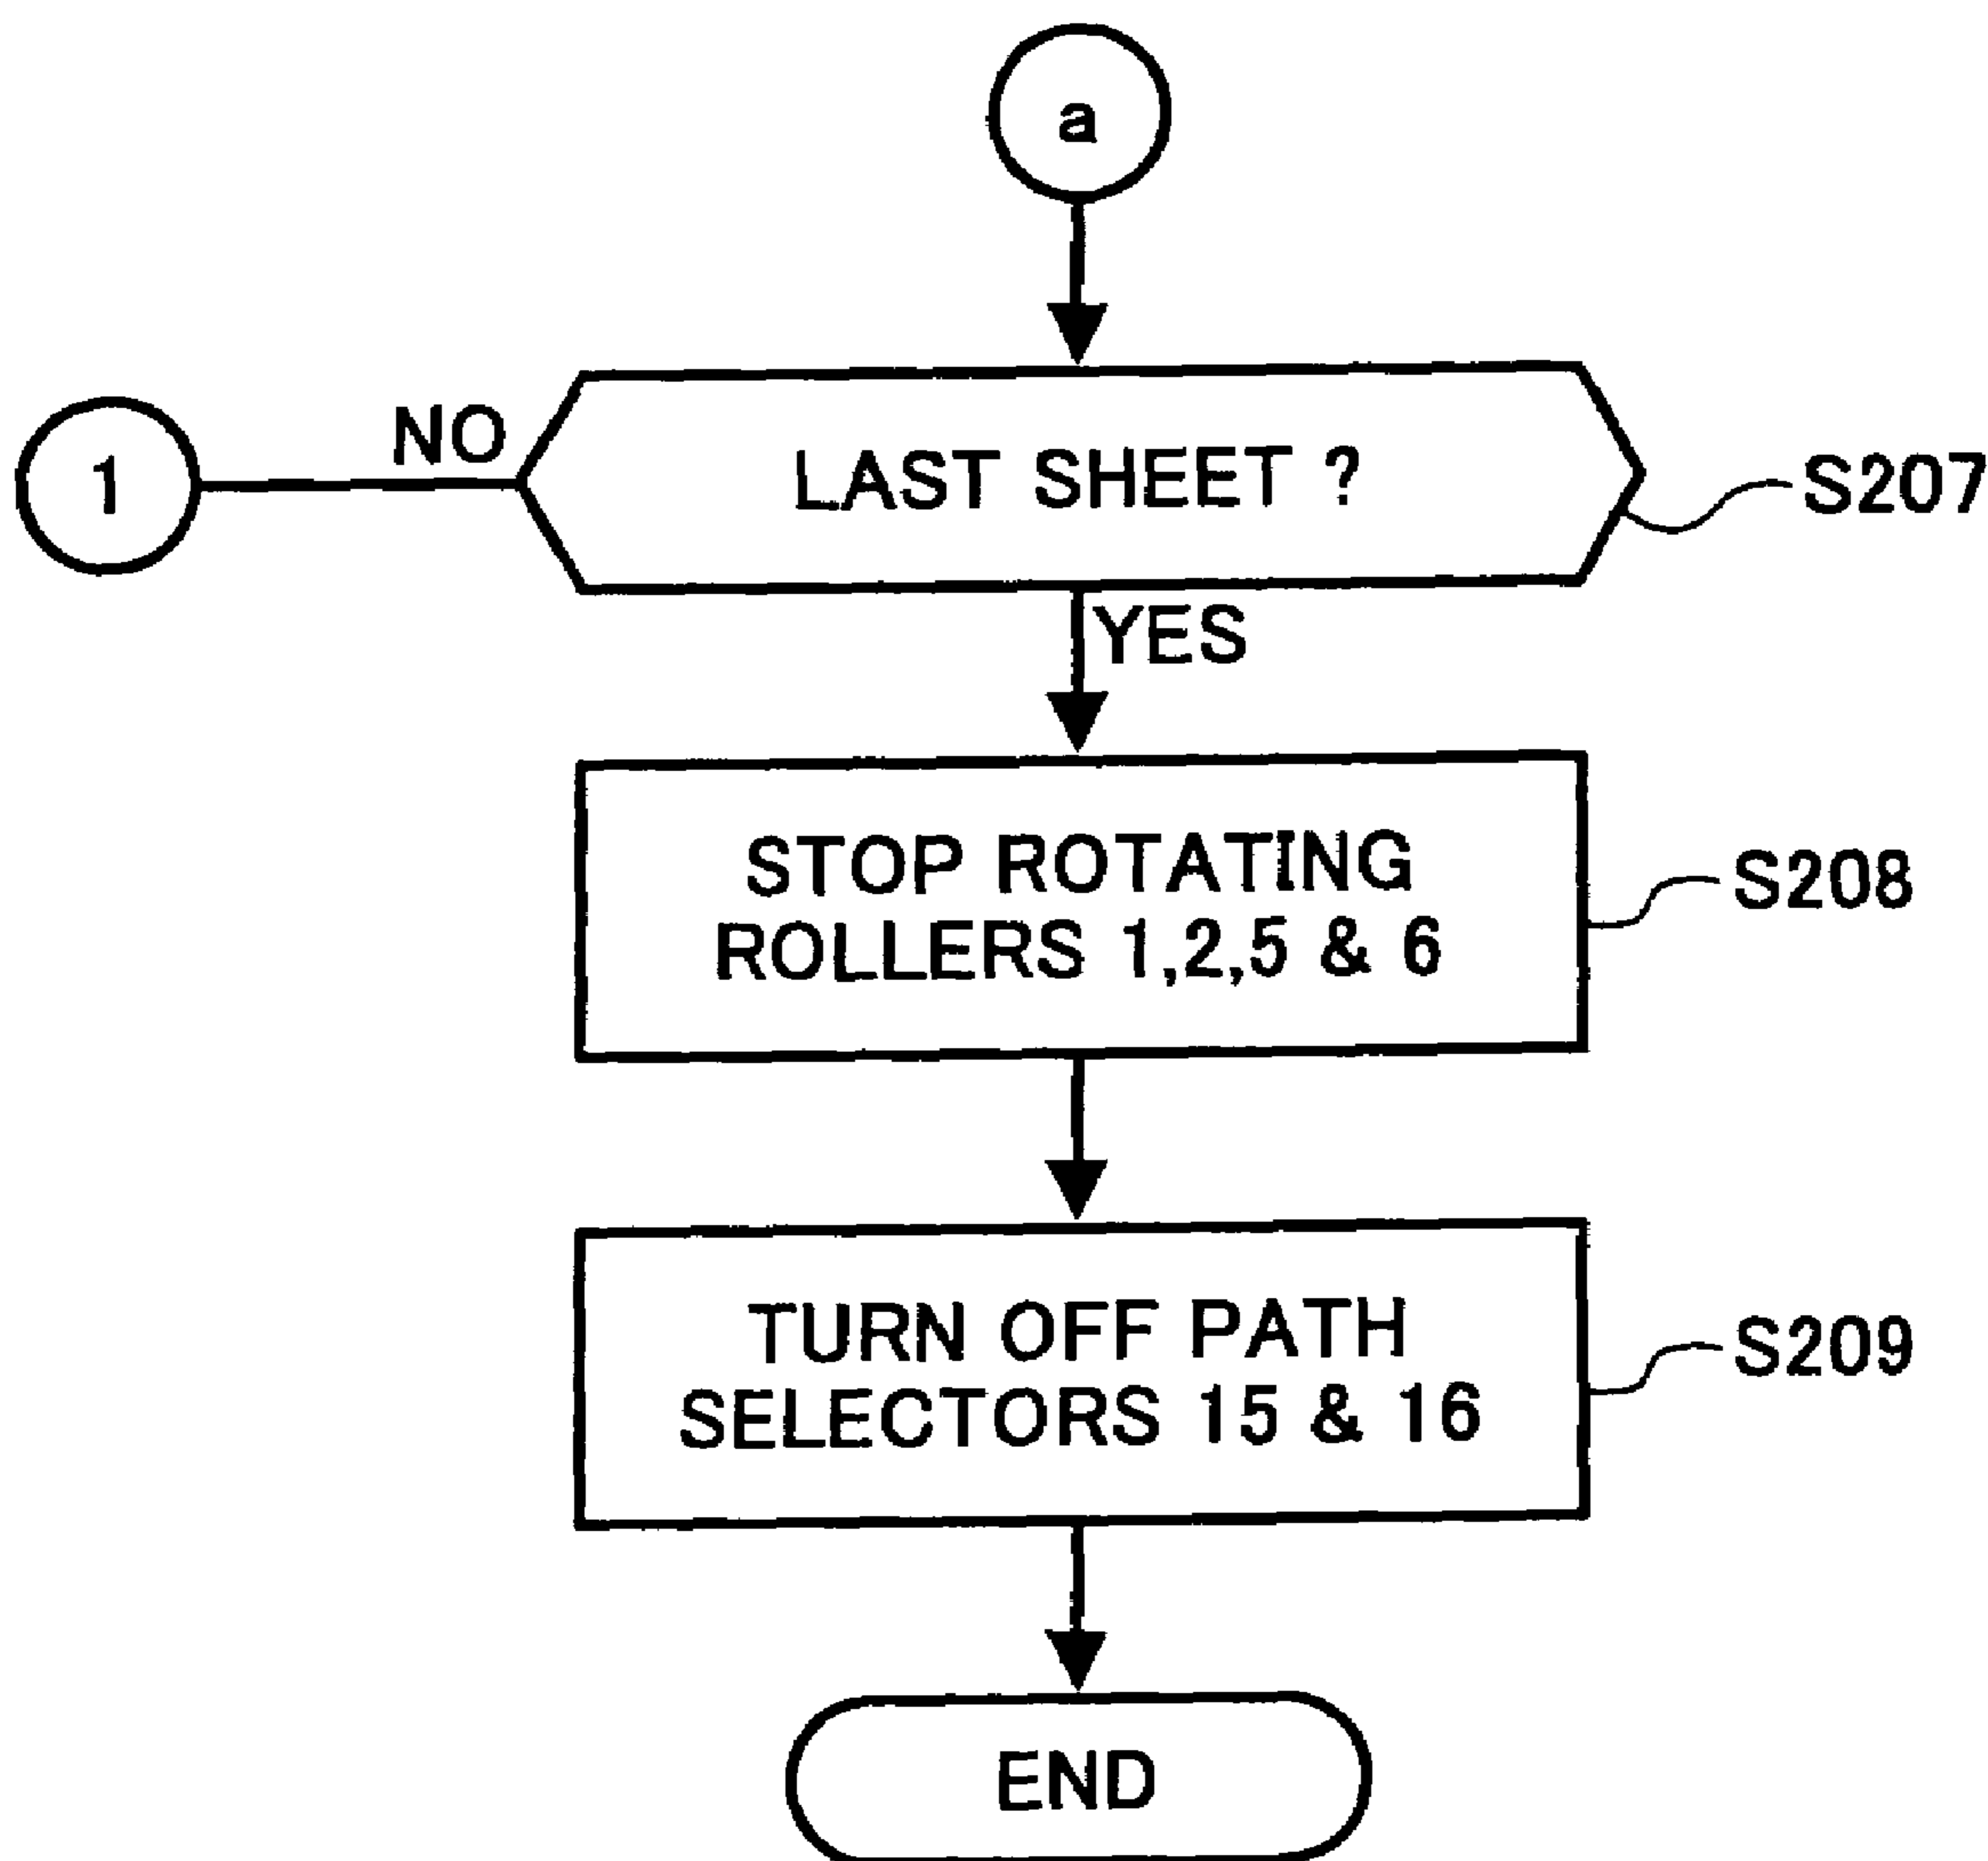 a
1
NO
LAST SHEET ?
S207
YES
STOP ROTATING
ROLLERS 1,2,5 & 6
S208
TURN OFF PATH
SELECTORS 15 & 16
S209
END